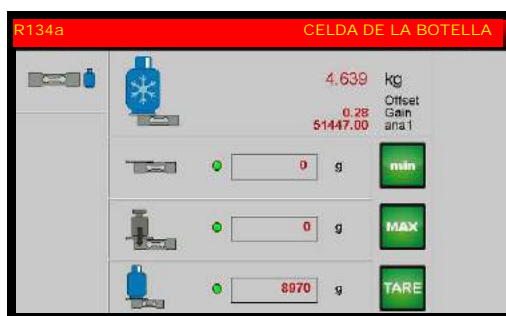 R134a CELDA DE LA BOTELLA
4.639 kg
Offset
0.28 Gain
51447.00 ana1
0 g min
0 g MAX
8970 g TARE